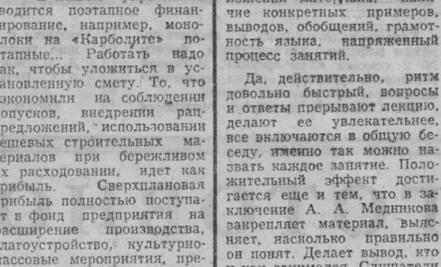 водится поэтапное финан-
ирование, например, моно-
локи на «Карболите» по-
тапные... Работать надо
ак, чтобы уложиться в ус-
ановленную смету. То, что
экономили на соблюдении
опусков, внедрении рац-
редложений, использовании
ешевых строительных ма-
ериалов при бережливом
х расходовании, идет как
рибыль. Сверхплановая
рибыль полностью поступа-
т в фонд предприятия на
асширение производства,
лагоустройство, культурно-
ассовые мероприятия, пре-
чие конкретных примеров,
выводов, обобщений, грамот-
ность языка, напряженный
процесс занятий.
Да, действительно, ритм
довольно быстрый, вопросы
и ответы прерывают лекцию,
делают ее увлекательнее,
все включаются в общую бе-
седу, именно так можно на-
звать каждое занятие. Поло-
жительный эффект дости-
гается еще и тем, что в за-
ключение А. А. Медникова
закрепляет материал, выяс-
няет, насколько правильно
он понят. Делает вывод, кто